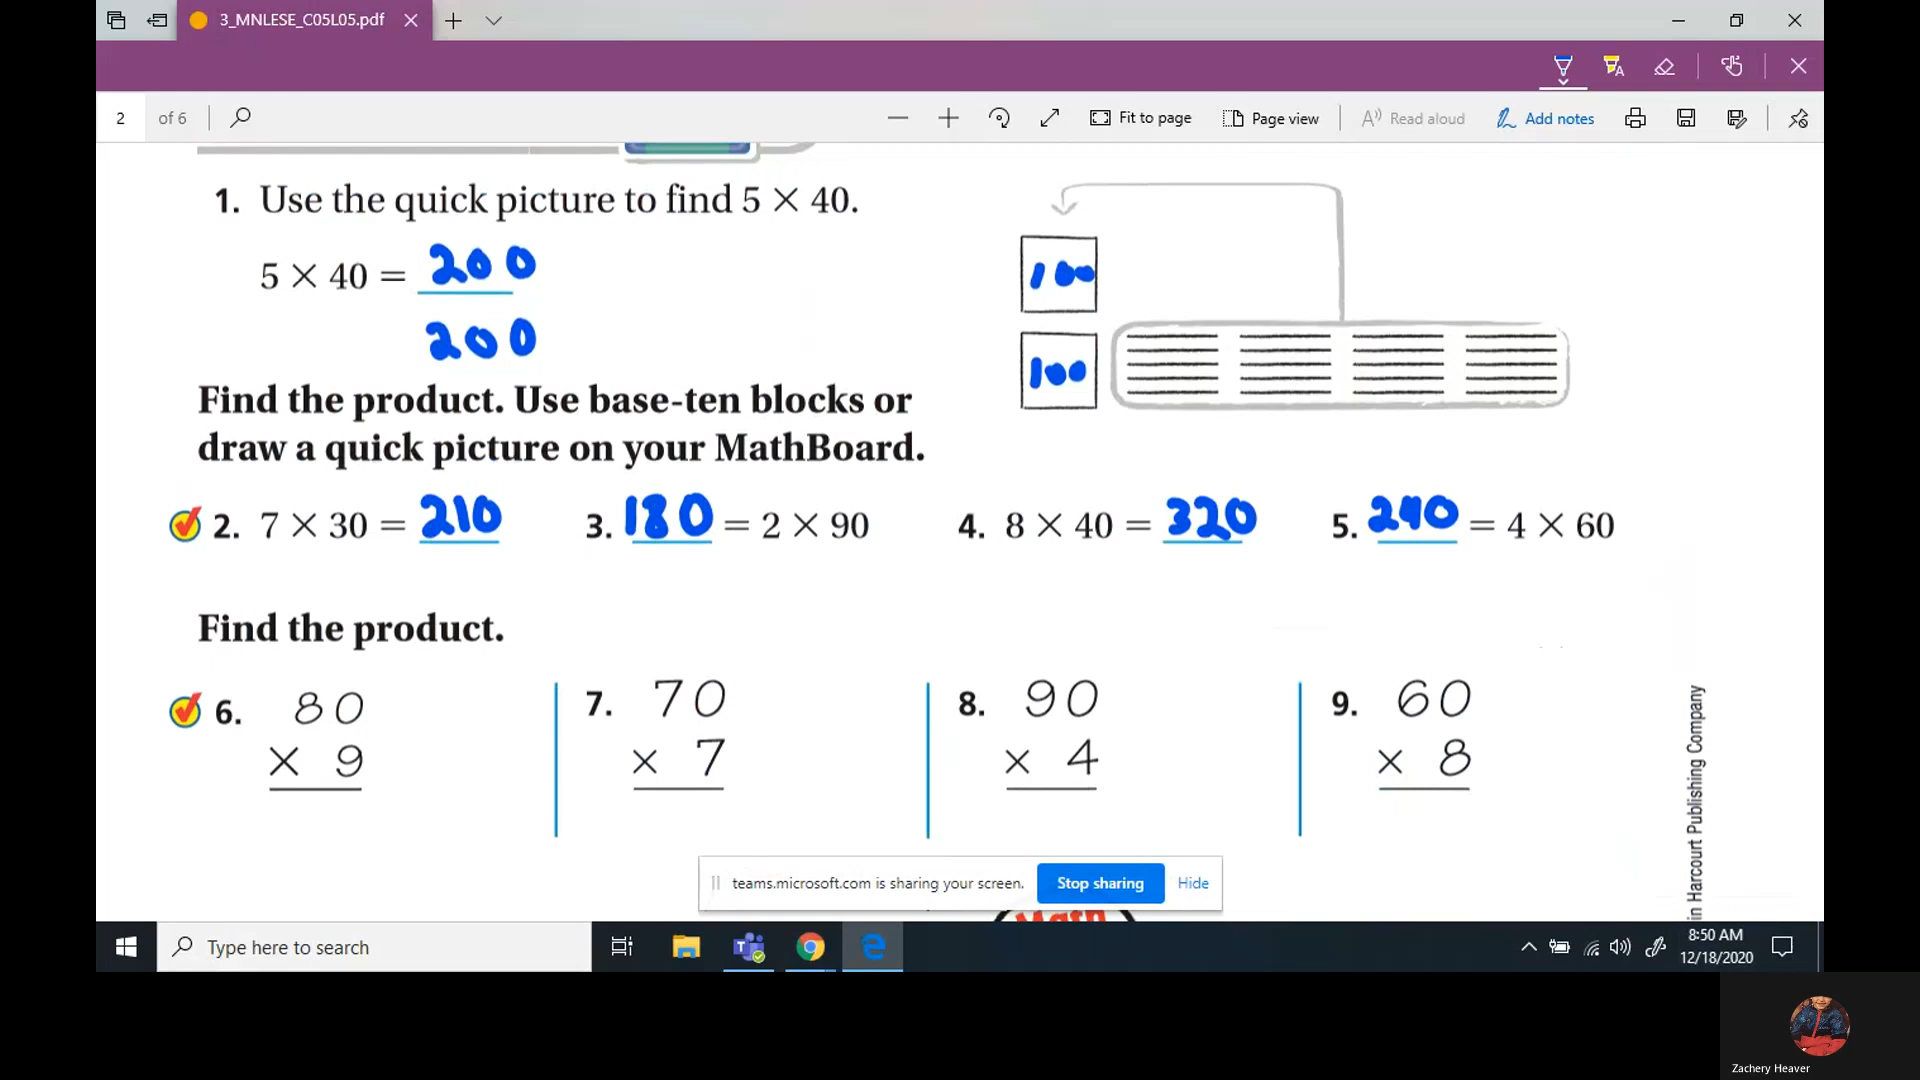 3_MNLESE_C05L05.pdf
2 of 6 Fit to page Page view Read aloud Add notes
1. Use the quick picture to find 5 × 40.
5 × 40 = 200
200
100
100
Find the product. Use base-ten blocks or
draw a quick picture on your MathBoard.
2. 7 × 30 = 210 3. 180 = 2 × 90 4. 8 × 40 = 320 5. 240 = 4 × 60
Find the product.
6. 80 7. 70 8. 90 9. 60
× 9 × 7 × 4 × 8
in Harcourt Publishing Company
teams.microsoft.com is sharing your screen. Stop sharing Hide
Math
Type here to search
8:50 AM
12/18/2020
Zachery Heaver